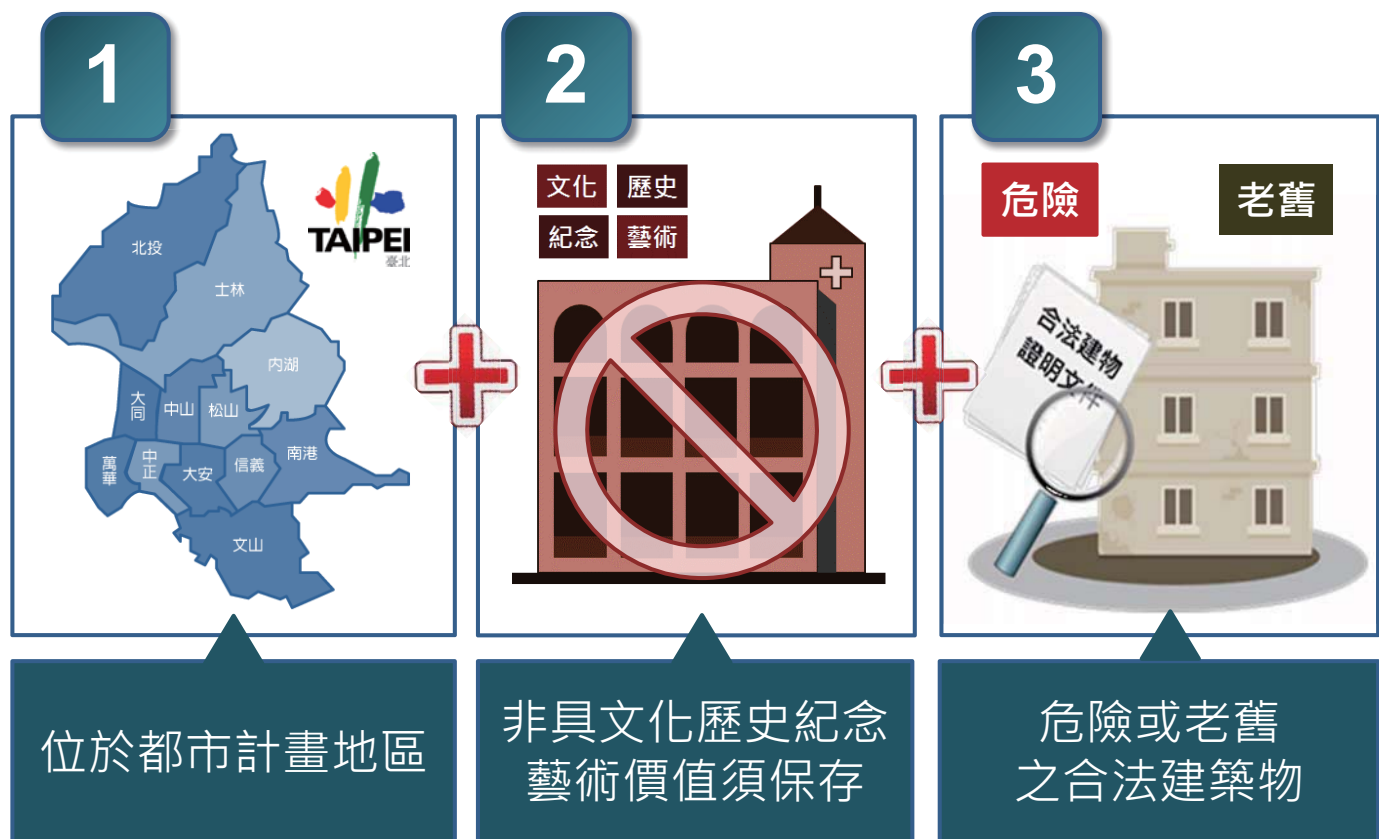 1
2
3
北投
士林
內湖
大同
中山
松山
南港
萬華
中正
大安
信義
文山
TAIPEI
臺北
文化
歷史
紀念
藝術
危險
老舊
合法建物
證明文件
位於都市計畫地區
非具文化歷史紀念
藝術價值須保存
危險或老舊
之合法建築物